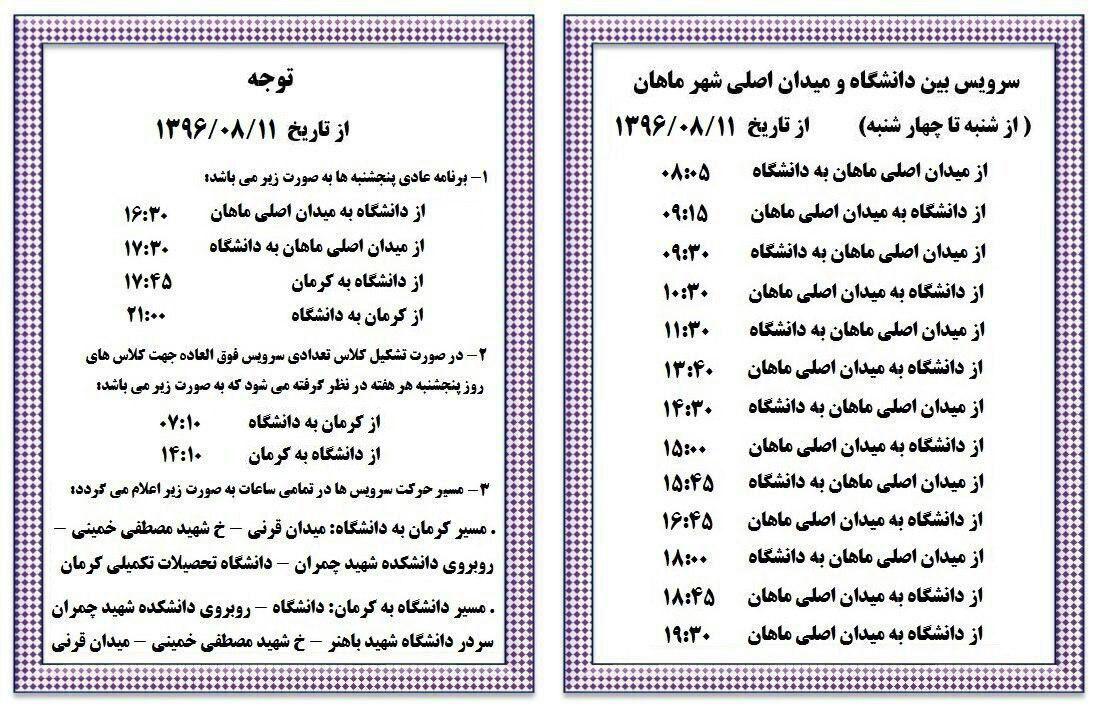 سرویس بین دانشگاه و میدان اصلی شهر ماهان
( از شنبه تا چهار شنبه) از تاریخ ۱۳۹۶/۰۸/۱۱
از میدان اصلی ماهان به دانشگاه ۰۸:۰۵
از دانشگاه به میدان اصلی ماهان ۰۹:۱۵
از میدان اصلی ماهان به دانشگاه ۰۹:۳۰
از دانشگاه به میدان اصلی ماهان ۱۰:۳۰
از میدان اصلی ماهان به دانشگاه ۱۱:۳۰
از دانشگاه به میدان اصلی ماهان ۱۳:۴۰
از میدان اصلی ماهان به دانشگاه ۱۴:۳۰
از دانشگاه به میدان اصلی ماهان ۱۵:۰۰
از میدان اصلی ماهان به دانشگاه ۱۵:۴۵
از دانشگاه به میدان اصلی ماهان ۱۶:۴۵
از میدان اصلی ماهان به دانشگاه ۱۸:۰۰
از دانشگاه به میدان اصلی ماهان ۱۸:۴۵
از دانشگاه به میدان اصلی ماهان ۱۹:۳۰
توجه
از تاریخ ۱۳۹۶/۰۸/۱۱
۱- برنامه عادی پنجشنبه ها به صورت زیر می باشد:
از دانشگاه به میدان اصلی ماهان ۱۶:۳۰
از میدان اصلی ماهان به دانشگاه ۱۷:۳۰
از دانشگاه به کرمان ۱۷:۴۵
از کرمان به دانشگاه ۲۱:۰۰
۲- در صورت تشکیل کلاس تعدادی سرویس فوق العاده جهت کلاس های
روز پنجشنبه هر هفته در نظر گرفته می شود که به صورت زیر می باشد:
از کرمان به دانشگاه ۰۷:۱۰
از دانشگاه به کرمان ۱۴:۱۰
۳- مسیر حرکت سرویس ها در تمامی ساعات به صورت زیر اعلام می گردد:
. مسیر کرمان به دانشگاه: میدان قرنی – خ شهید مصطفی خمینی –
روبروی دانشکده شهید چمران – دانشگاه تحصیلات تکمیلی کرمان
. مسیر دانشگاه به کرمان: دانشگاه – روبروی دانشکده شهید چمران
سردر دانشگاه شهید باهنر – خ شهید مصطفی خمینی – میدان قرنی